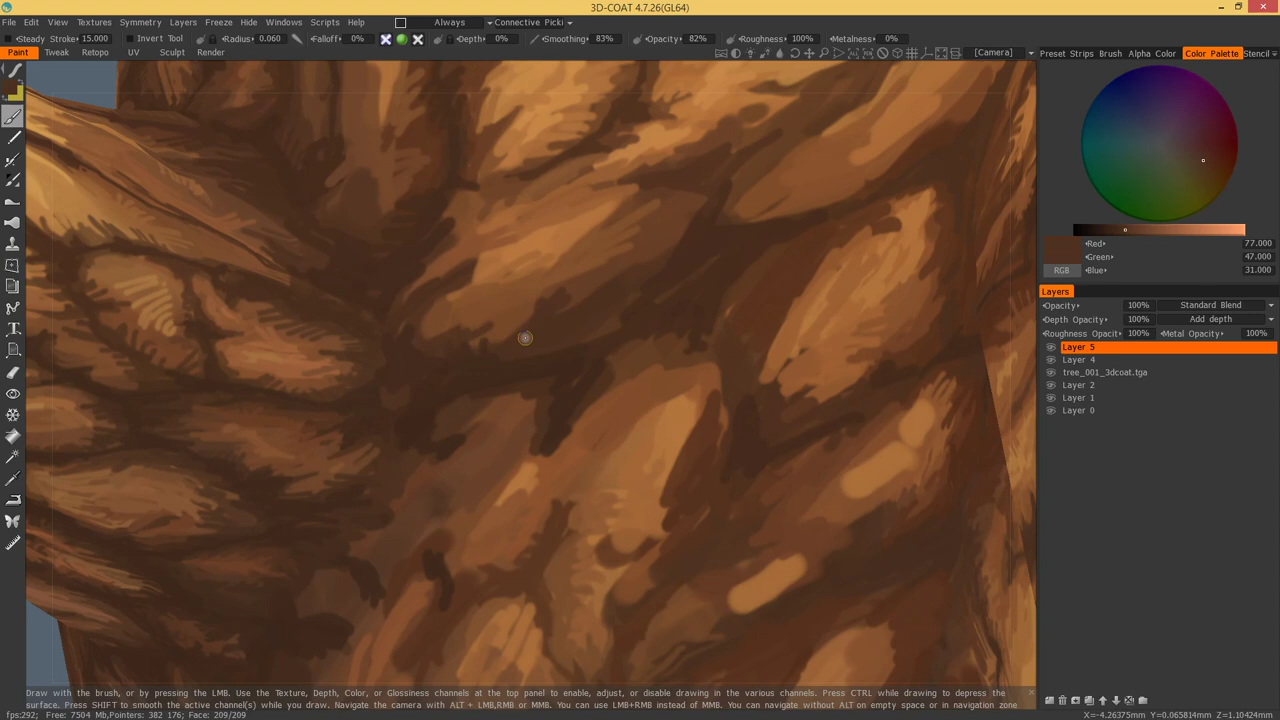 3D-COAT 4.7.26(GL64)
File Edit View Textures Symmetry Layers Freeze Hide Windows Scripts Help Always Connective Picki
Steady Stroke 15.000 Invert Tool Radius: 0.060 Falloff: 0% Depth: 0% Smoothing: 83% Opacity: 82% Roughness: 100% Metalness: 0%
Paint Tweak Retopo UV Sculpt Render [Camera] Preset Strips Brush Alpha Color Color Palette Stencil
Red 77.000
Green 47.000
RGB Blue 31.000
Layers
Opacity: 100% Standard Blend
Depth Opacity: 100% Add depth
Roughness Opacit 100% Metal Opacity: 100%
Layer 5
Layer 4
tree_001_3dcoat.tga
Layer 2
Layer 1
Layer 0
Draw with the brush, or by pressing the LMB. Use the Texture, Depth, Color, or Glossiness channels at the top panel to enable, adjust, or disable drawing in the various channels. Press CTRL while drawing to depress the
surface. Press SHIFT to smooth the active channel(s) while you draw. Navigate the camera with ALT + LMB,RMB or MMB. You can use LMB+RMB instead of MMB. You can navigate without ALT on empty space or in navigation zone
fps:292; Free: 7504 Mb,Pointers: 382 176; Face: 209/209 X=-4.26375m Y=0.065814m Z=1.10424m